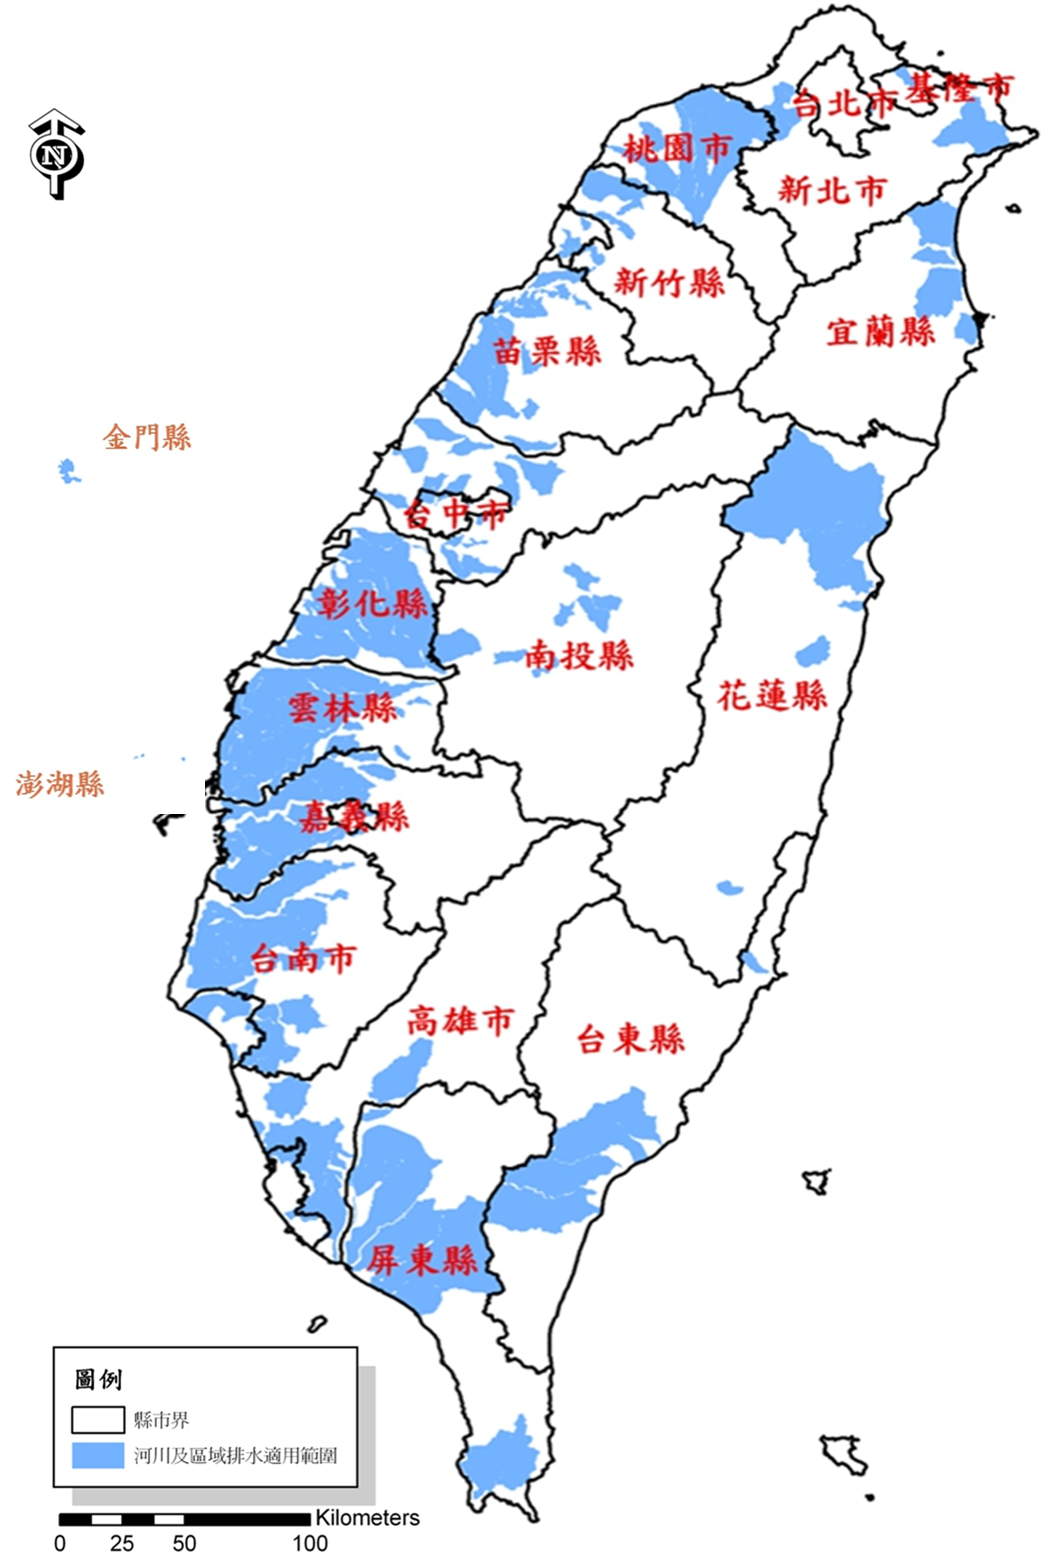 N
台北市
基隆市
桃園市
新北市
新竹縣
宜蘭縣
苗栗縣
金門縣
台中市
彰化縣
南投縣
花蓮縣
雲林縣
澎湖縣
嘉義縣
台南市
高雄市
台東縣
屏東縣
圖例
縣市界
河川及區域排水適用範圍
Kilometers
0 25 50 100